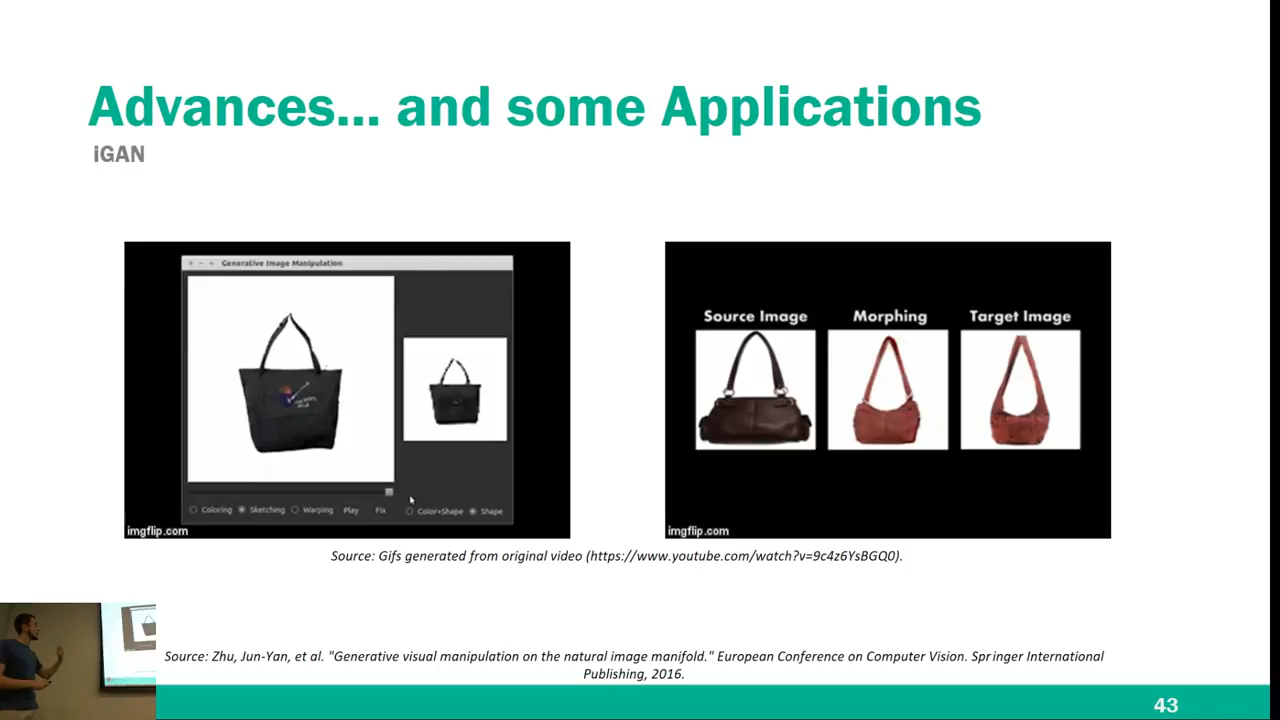 Advances... and some Applications
iGAN
Generative Image Manipulation
Coloring Sketching Warping Play Fix Color+Shape Shape
imgflip.com
Source Image Morphing Target Image
imgflip.com
Source: Gifs generated from original video (https://www.youtube.com/watch?v=9c4z6YsBGQ0).
Source: Zhu, Jun-Yan, et al. "Generative visual manipulation on the natural image manifold." European Conference on Computer Vision. Springer International
Publishing, 2016.
43